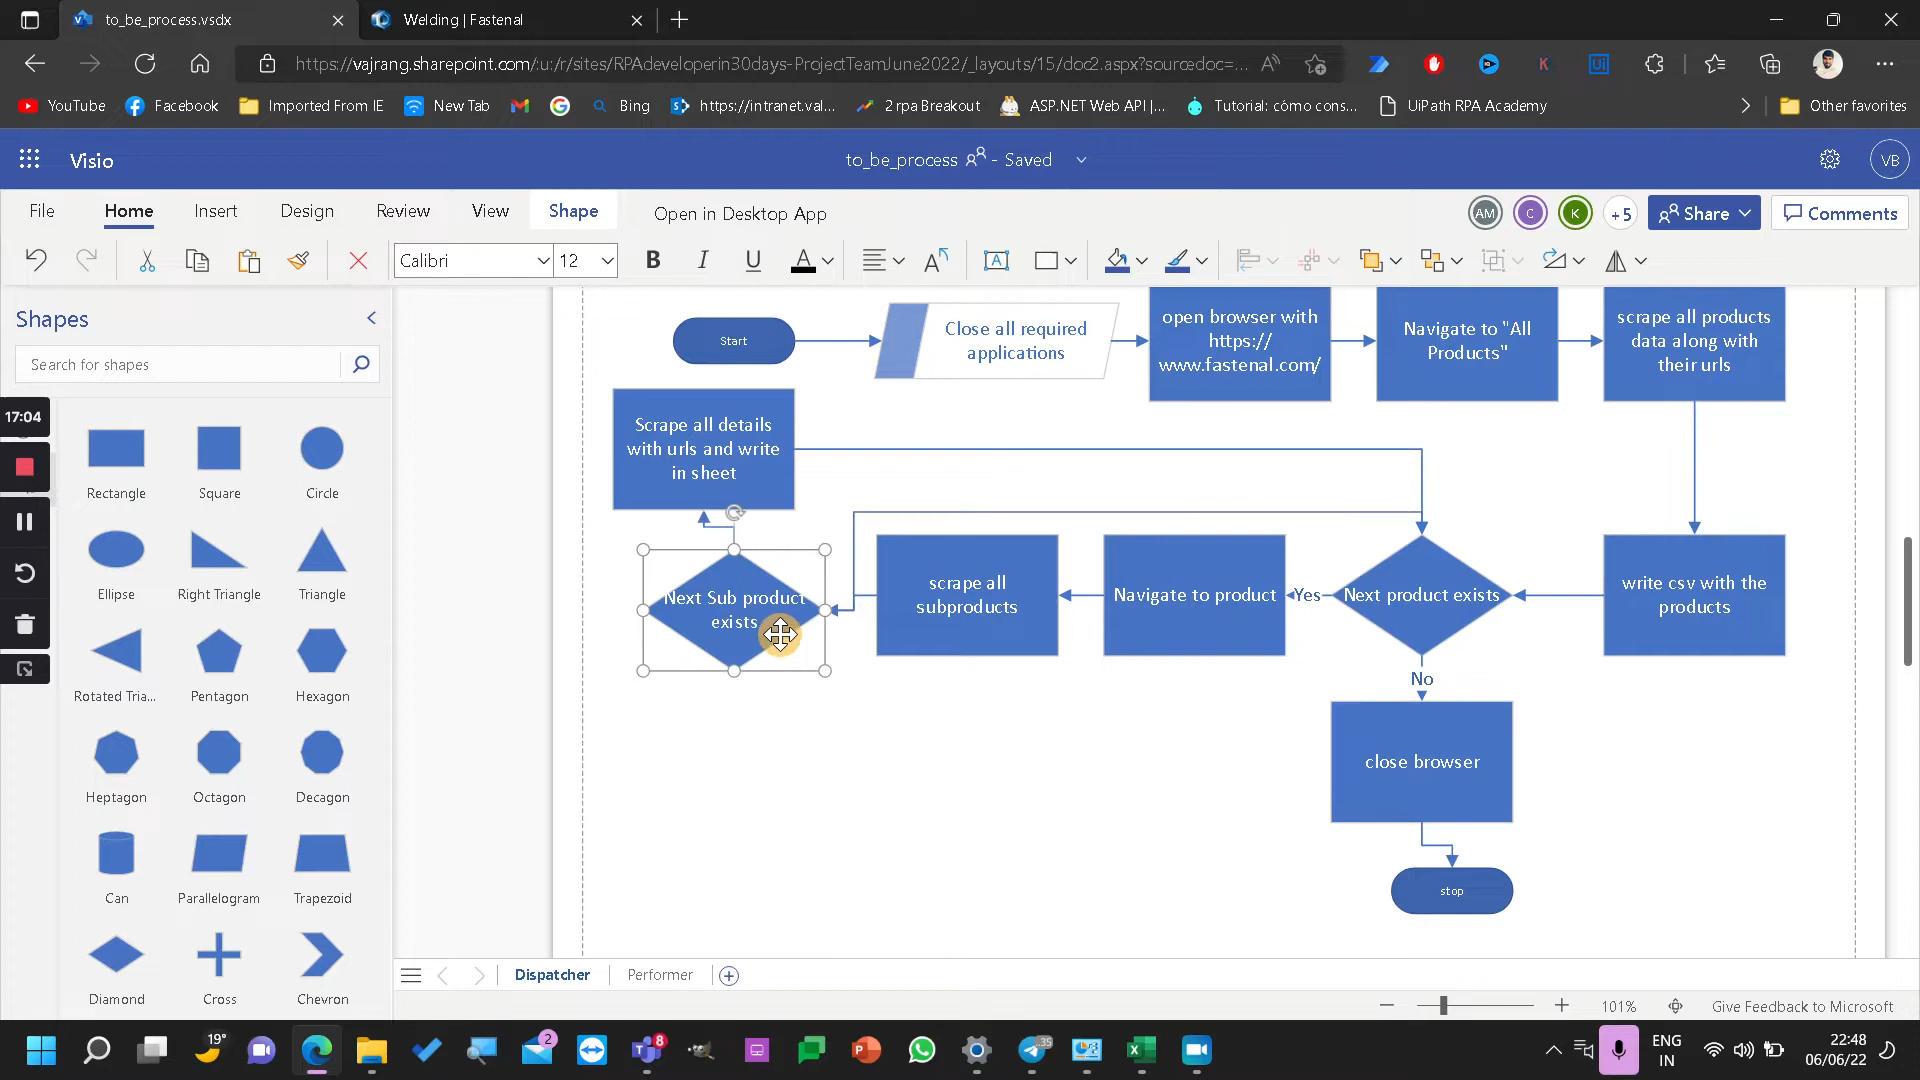 to_be_process.vsdx
Welding | Fastenal
https://vajrang.sharepoint.com/:u:/r/sites/RPAdeveloperin30days-ProjectTeamJune2022/_layouts/15/doc2.aspx?sourcedoc=...
YouTube
Facebook
Imported From IE
New Tab
Bing
https://intranet.val...
2 rpa Breakout
ASP.NET Web API |...
Tutorial: cómo cons...
UiPath RPA Academy
Other favorites
Visio
to_be_process - Saved
VB
File
Home
Insert
Design
Review
View
Shape
Open in Desktop App
AM
C
K
+5
Share
Comments
Calibri
12
B
I
U
A
Shapes
Search for shapes
17:04
Rectangle
Square
Circle
Ellipse
Right Triangle
Triangle
Rotated Tria...
Pentagon
Hexagon
Heptagon
Octagon
Decagon
Can
Parallelogram
Trapezoid
Diamond
Cross
Chevron
Start
Close all required
applications
open browser with
https://
www.fastenal.com/
Navigate to "All
Products"
scrape all products
data along with
their urls
Scrape all details
with urls and write
in sheet
Next Sub product
exists
scrape all
subproducts
Navigate to product
Yes
Next product exists
write csv with the
products
No
close browser
stop
Dispatcher
Performer
101%
Give Feedback to Microsoft
19°
2
8
35
ENG
IN
22:48
06/06/22